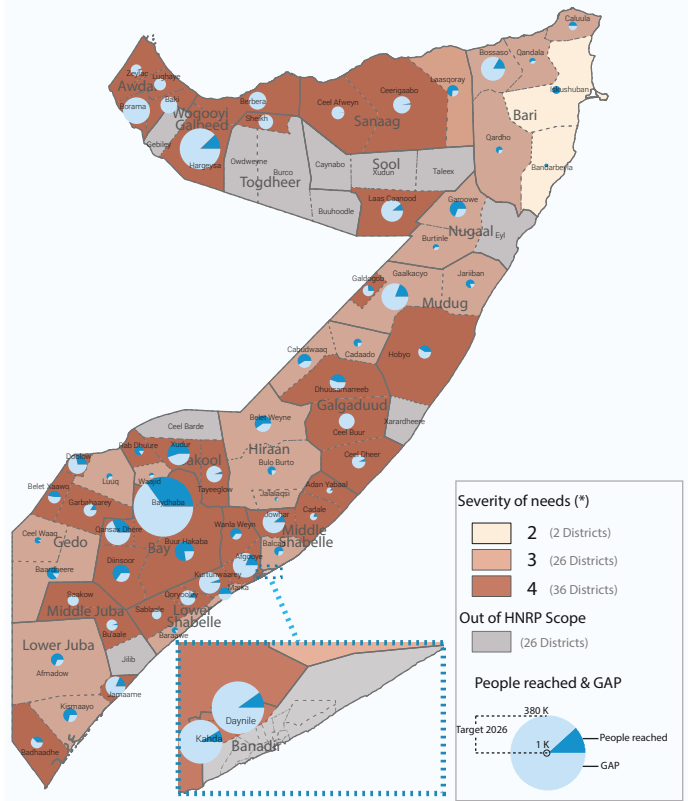 Caluula
Bossaso
Qandala
Zeylac
Lughaye
Awda
Laasqoray
Iskushuban
Baki
Borama
Berbera
Ceerigaabo
Ceel Afweyn
Woqooyi
Galbeed
Sheikh
Sanaag
Bari
Gebiley
Qardho
Hargeysa
Owdweyne
Burco
Caynabo
Sool
Xudun
Taleex
Bandarbeyla
Togdheer
Laas Caanood
Garoowe
Buuhoodle
Nugaal
Eyl
Burtinle
Galdogob
Gaalkacyo
Jariiban
Mudug
Cabudwaaq
Cadaado
Hobyo
Dhuusamarreeb
Galgaduud
Xarardheere
Belet Weyne
Ceel Barde
Ceel Buur
Rab Dhuure
Xudur
Hiraan
Doolow
akool
Ceel Dheer
Bulo Burto
Luuq
Waajid
Tayeeglow
Belet Xaawo
Adan Yabaal
Jalalaqsi
Garbahaarey
Baydhaba
Cadale
Jowhar
Qansax Dheere
Wanla Weyn
Middle
Shabelle
Ceel Waaq
Gedo
Balcad
Buur Hakaba
Bay
Afgooye
Diinsoor
Baardheere
Kurtunwaarey
Marka
Saakow
Qoryooley
Middle Juba
Sablaale
Lower
Shabelle
Bu'aale
Baraawe
Lower Juba
Jilib
Afmadow
Jamaame
Kismaayo
Badhaadhe
Daynile
Kahda
Banadir
Severity of needs (*)
2 (2 Districts)
3 (26 Districts)
4 (36 Districts)
Out of HNRP Scope
(26 Districts)
People reached & GAP
380 K
Target 2026
1 K
People reached
GAP